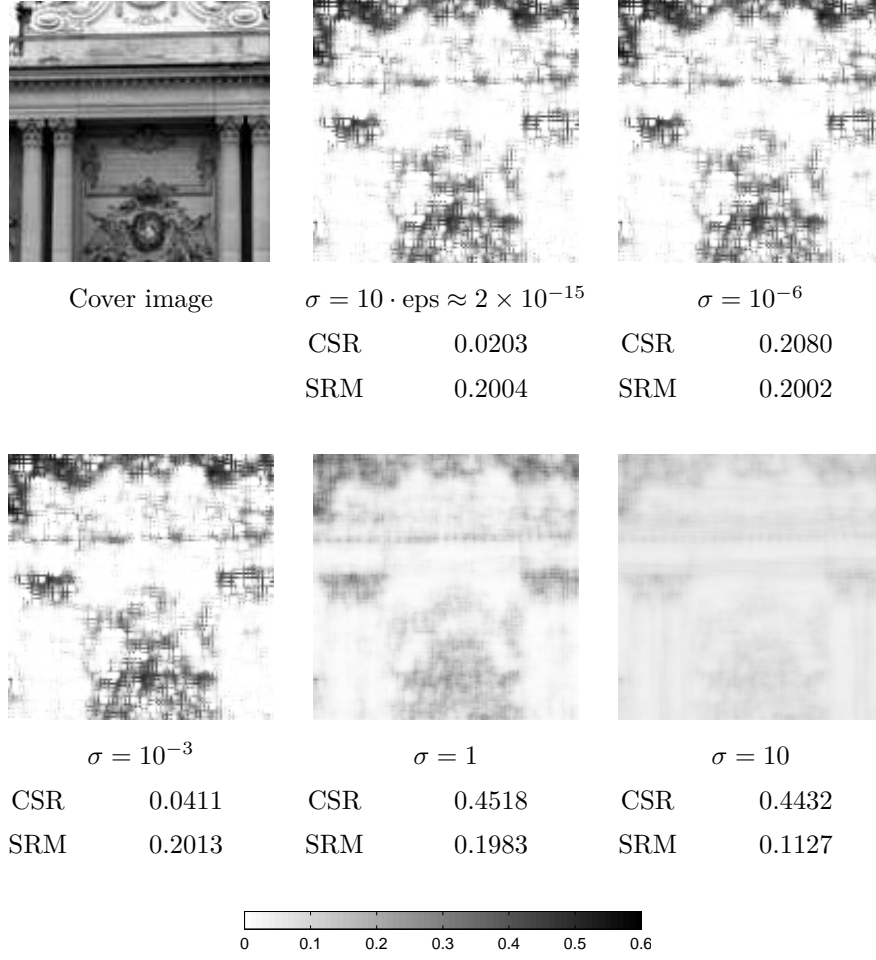 Cover image σ = 10 · eps ≈ 2 × 10⁻¹⁵ σ = 10⁻⁶
CSR 0.0203 CSR 0.2080
SRM 0.2004 SRM 0.2002
σ = 10⁻³ σ = 1 σ = 10
CSR 0.0411 CSR 0.4518 CSR 0.4432
SRM 0.2013 SRM 0.1983 SRM 0.1127
0 0.1 0.2 0.3 0.4 0.5 0.6